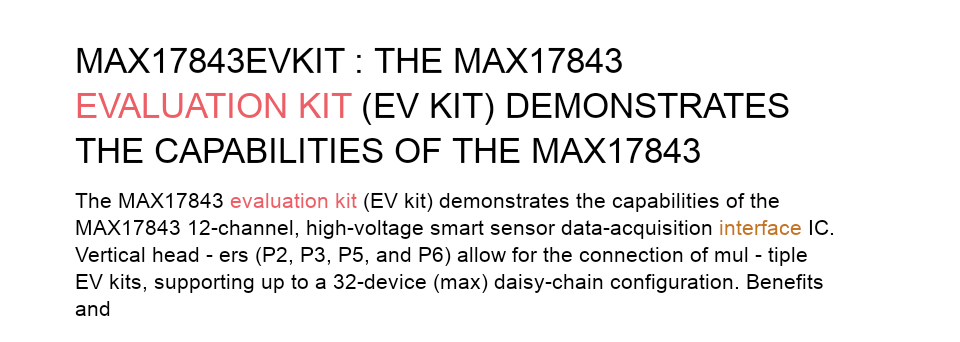 MAX17843EVKIT : THE MAX17843
EVALUATION KIT (EV KIT) DEMONSTRATES
THE CAPABILITIES OF THE MAX17843
The MAX17843 evaluation kit (EV kit) demonstrates the capabilities of the
MAX17843 12-channel, high-voltage smart sensor data-acquisition interface IC.
Vertical head - ers (P2, P3, P5, and P6) allow for the connection of mul - tiple
EV kits, supporting up to a 32-device (max) daisy-chain configuration. Benefits
and